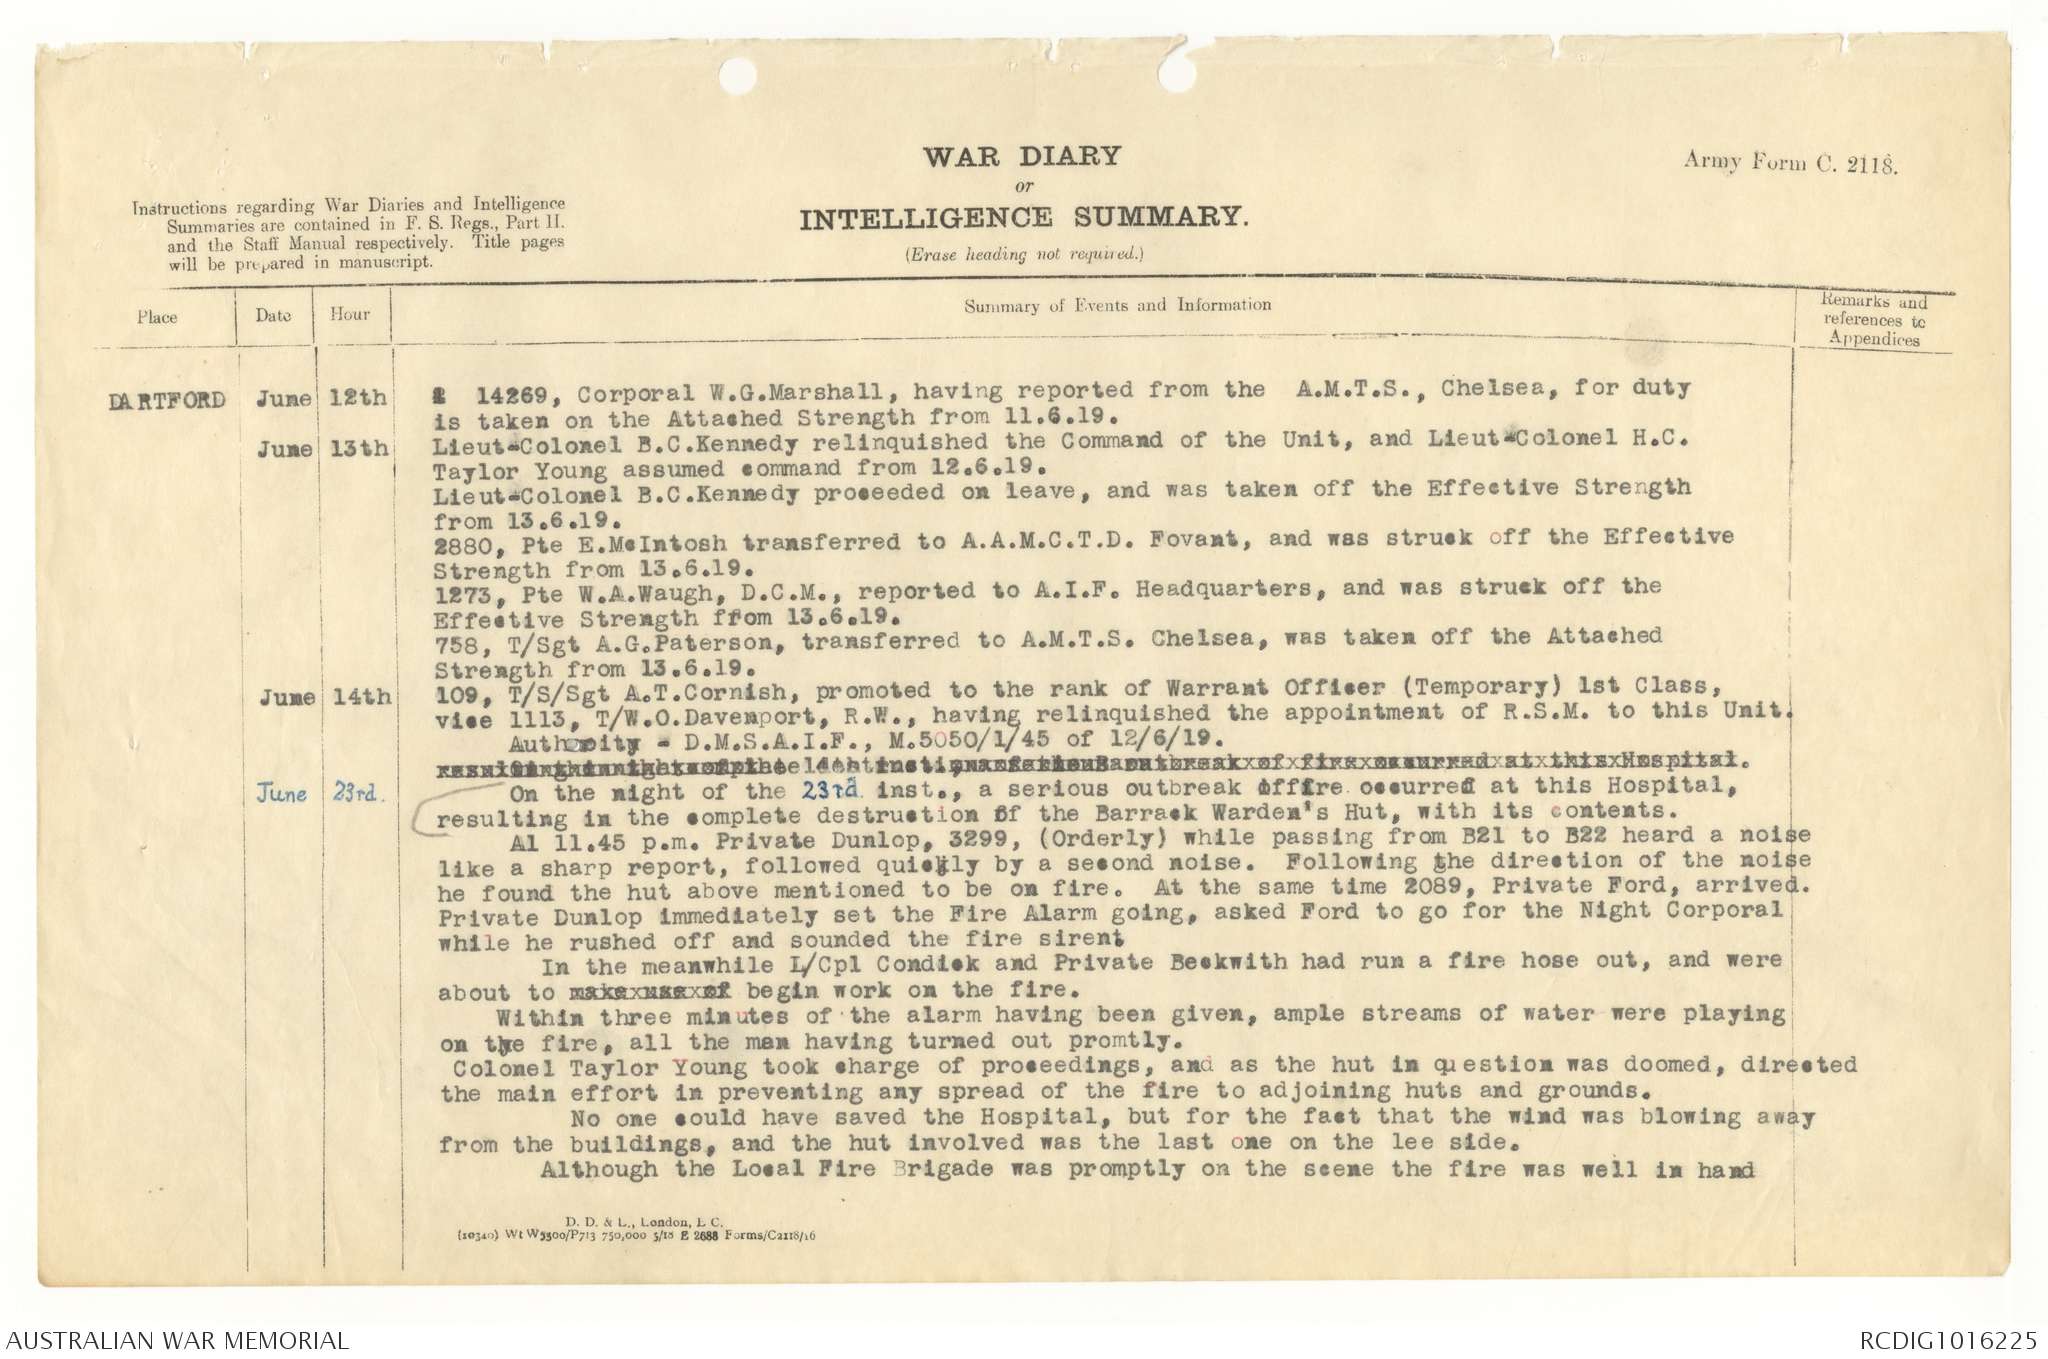 WAR DIARY
or
INTELLIGENCE SUMMARY.
(Erase heading not required.)
Army Form C. 2118.
Instructions regarding War Diaries and Intelligence
Summaries are contained in F. S. Regs., Part II.
and the Staff Manual respectively. Title pages
will be prepared in manuscript.
Place Date Hour Summary of Events and Information Remarks and
references to
Appendices
DARTFORD June 12th 14269, Corporal W.G.Marshall, having reported from the A.M.T.S., Chelsea, for duty
is taken on the Attached Strength from 11.6.19.
June 13th Lieut-Colonel B.C.Kennedy relinquished the Command of the Unit, and Lieut-Colonel H.C.
Taylor Young assumed command from 12.6.19.
Lieut-Colonel B.C.Kennedy proceeded on leave, and was taken off the Effective Strength
from 13.6.19.
2880, Pte E.McIntosh transferred to A.A.M.C.T.D. Fovant, and was struck off the Effective
Strength from 13.6.19.
1273, Pte W.A.Waugh, D.C.M., reported to A.I.F. Headquarters, and was struck off the
Effective Strength from 13.6.19.
758, T/Sgt A.G.Paterson, transferred to A.M.T.S. Chelsea, was taken off the Attached
Strength from 13.6.19.
June 14th 109, T/S/Sgt A.T.Cornish, promoted to the rank of Warrant Officer (Temporary) 1st Class,
vice 1113, T/W.O.Davenport, R.W., having relinquished the appointment of R.S.M. to this Unit.
Authority - D.M.S.A.I.F., M.5050/1/45 of 12/6/19.
June 23rd. On the night of the 23rd inst., a serious outbreak of fire occurred at this Hospital,
resulting in the complete destruction of the Barrack Warden's Hut, with its contents.
Al 11.45 p.m. Private Dunlop, 3299, (Orderly) while passing from B21 to B22 heard a noise
like a sharp report, followed quickly by a second noise. Following the direction of the noise
he found the hut above mentioned to be on fire. At the same time 2089, Private Ford, arrived.
Private Dunlop immediately set the Fire Alarm going, asked Ford to go for the Night Corporal
while he rushed off and sounded the fire sirent
In the meanwhile L/Cpl Condick and Private Beckwith had run a fire hose out, and were
about to make use of begin work on the fire.
Within three minutes of the alarm having been given, ample streams of water were playing
on the fire, all the man having turned out promtly.
Colonel Taylor Young took charge of proceedings, and as the hut in question was doomed, directed
the main effort in preventing any spread of the fire to adjoining huts and grounds.
No one could have saved the Hospital, but for the fact that the wind was blowing away
from the buildings, and the hut involved was the last one on the lee side.
Although the Local Fire Brigade was promptly on the scene the fire was well in hand
D. D. & L., London, E C.
(10340) Wt W5300/P713 750,000 3/18 E 2688 Forms/C2118/16
AUSTRALIAN WAR MEMORIAL
RCDIG1016225